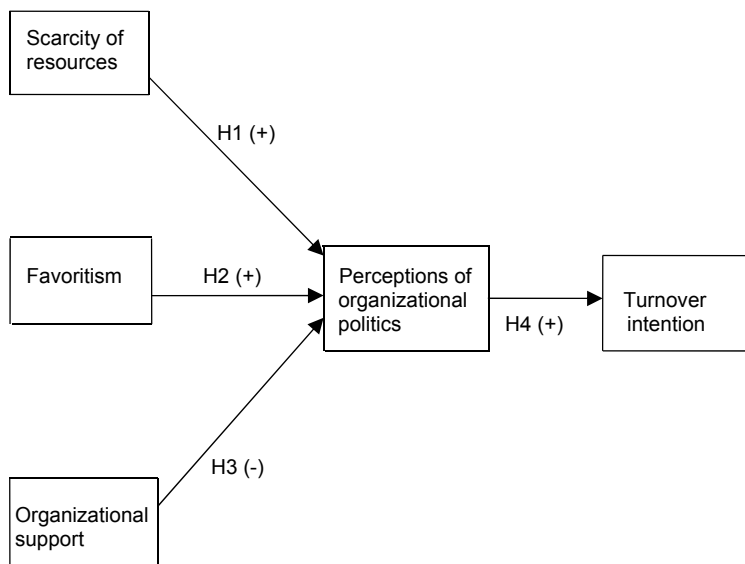 Scarcity of
resources
H1 (+)
Favoritism
H2 (+)
Perceptions of
organizational
politics
H4 (+)
Turnover
intention
H3 (-)
Organizational
support